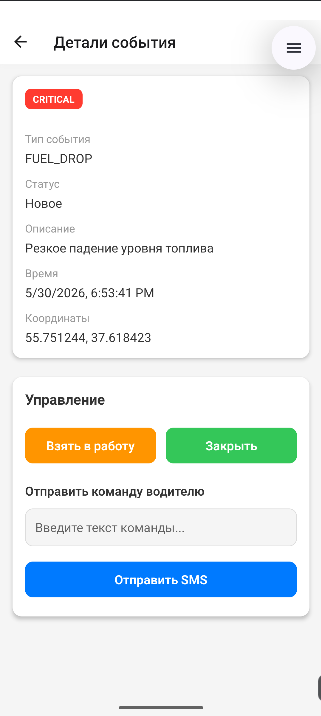 Детали события
CRITICAL
Тип события
FUEL_DROP
Статус
Новое
Описание
Резкое падение уровня топлива
Время
5/30/2026, 6:53:41 PM
Координаты
55.751244, 37.618423
Управление
Взять в работу
Закрыть
Отправить команду водителю
Введите текст команды...
Отправить SMS